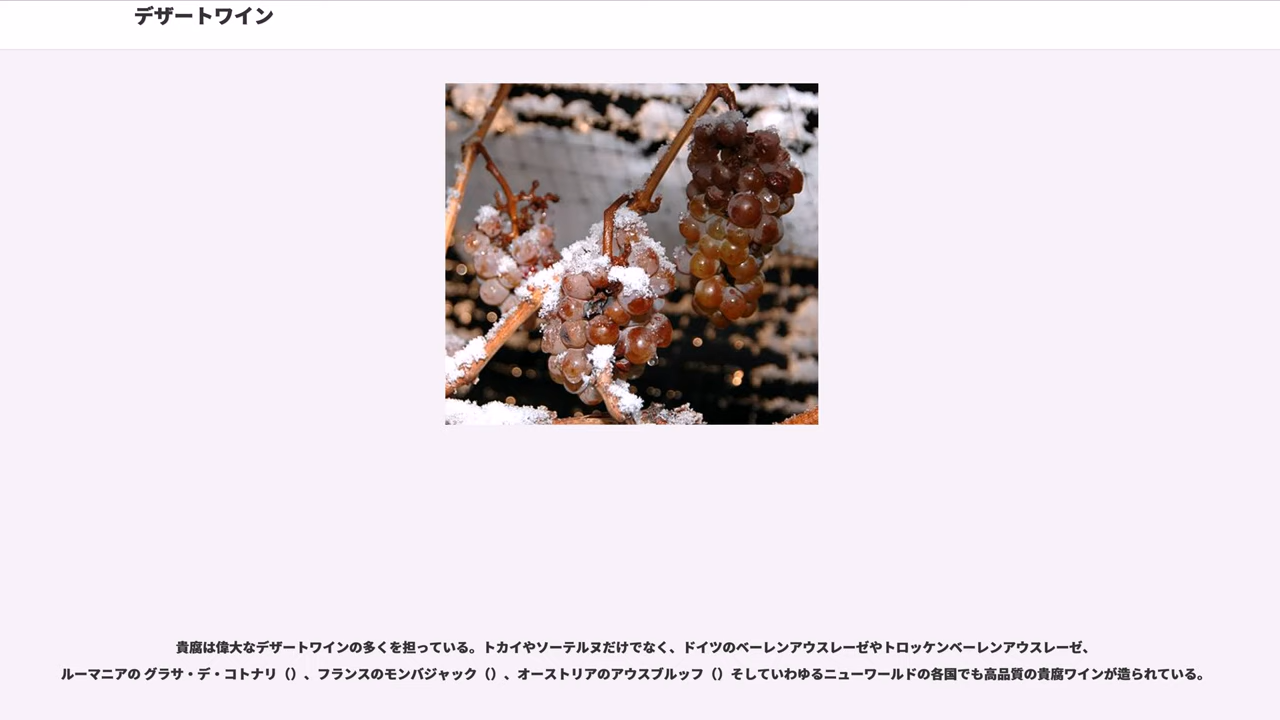 デザートワイン
貴腐は偉大なデザートワインの多くを担っている。トカイやソーテルヌだけでなく、ドイツのベーレンアウスレーゼやトロッケンベーレンアウスレーゼ、
ルーマニアの グラサ・デ・コトナリ（）、フランスのモンバジャック（）、オーストリアのアウスブルッフ（）そしていわゆるニューワールドの各国でも高品質の貴腐ワインが造られている。